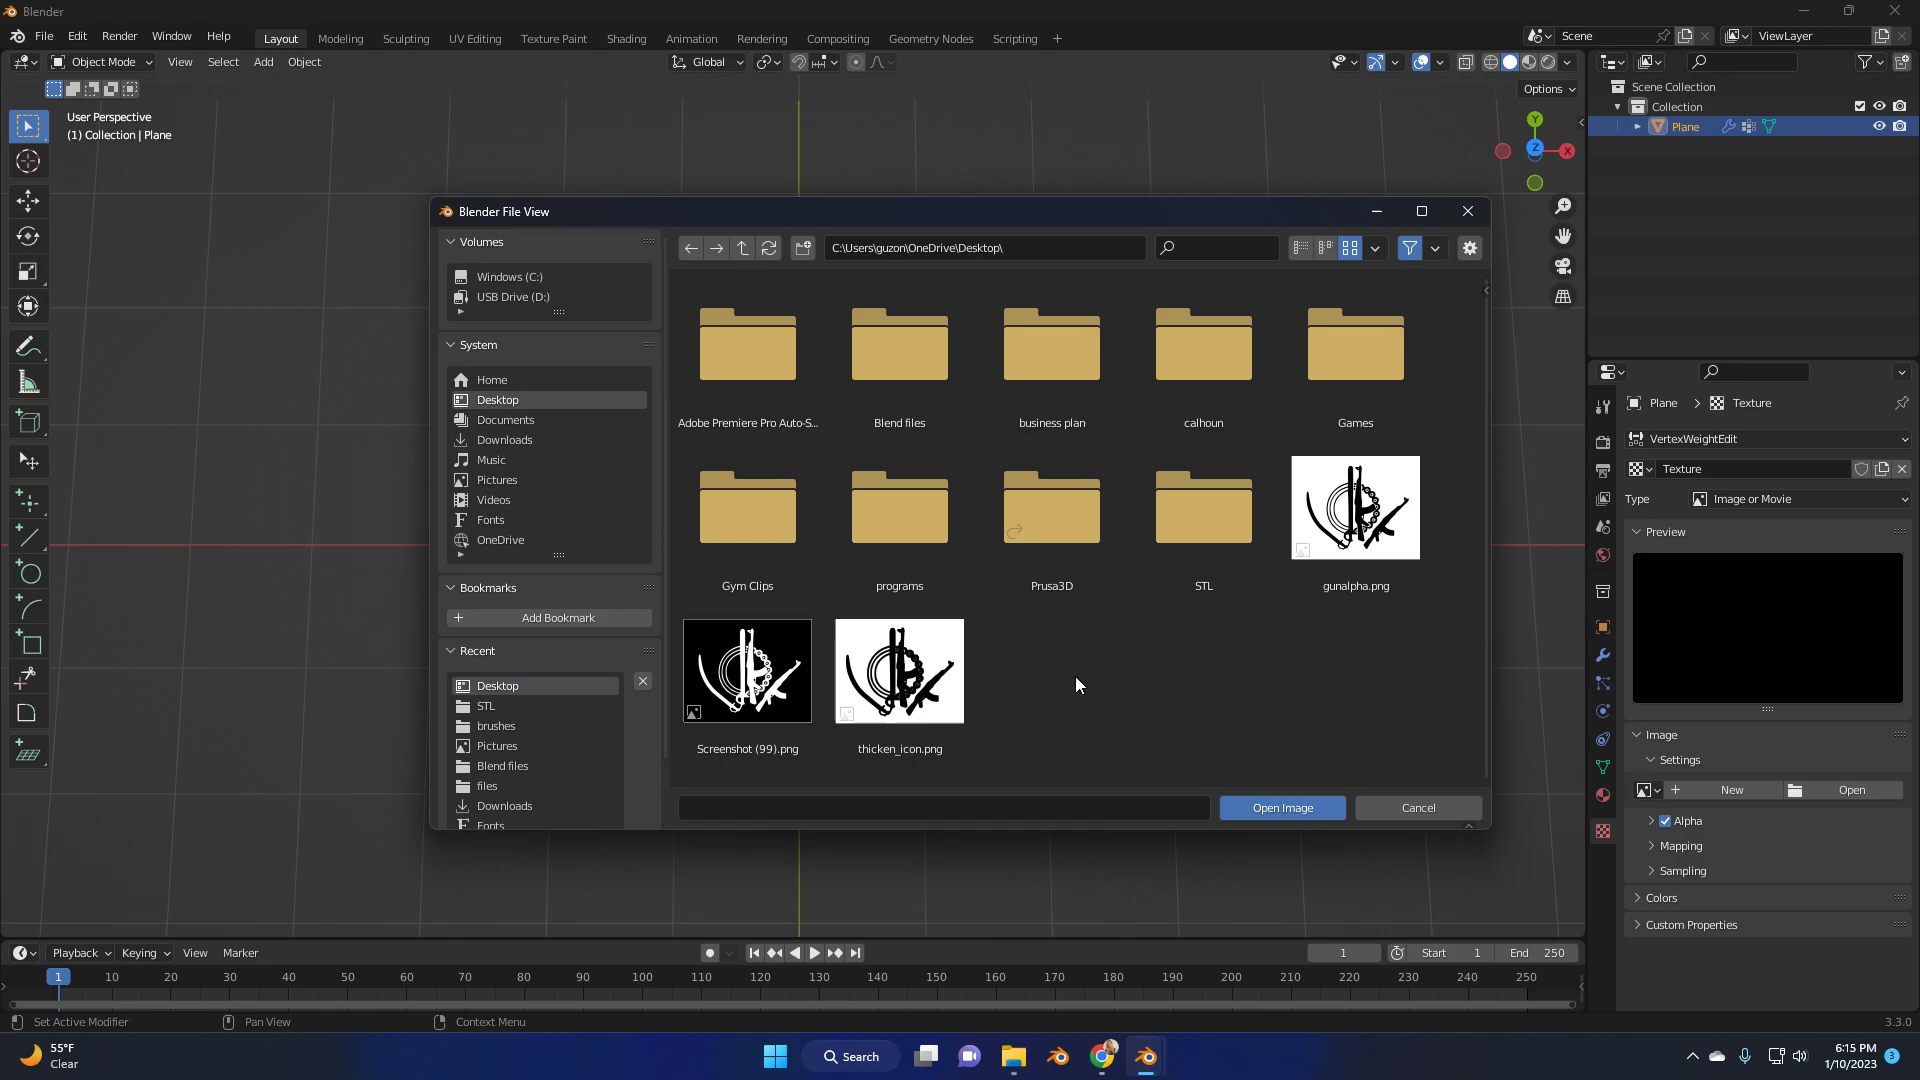 Blender
File Edit Render Window Help Layout Modeling Sculpting UV Editing Texture Paint Shading Animation Rendering Compositing Geometry Nodes Scripting + Scene ViewLayer
Object Mode View Select Add Object Global
Options
User Perspective
(1) Collection | Plane
Y
Z X
Scene Collection
Collection
Plane
Blender File View
Volumes
Windows (C:)
USB Drive (D:)
System
Home
Desktop
Documents
Downloads
Music
Pictures
Videos
Fonts
OneDrive
Bookmarks
Add Bookmark
Recent
Desktop
STL
brushes
Pictures
Blend files
files
Downloads
Fonts
C:\Users\guzon\OneDrive\Desktop\
Adobe Premiere Pro Auto-S... Blend files business plan calhoun Games
Gym Clips programs Prusa3D STL gunalpha.png
Screenshot (99).png thicken_icon.png
Open Image Cancel
Plane > Texture
VertexWeightEdit
Texture
Type Image or Movie
Preview
Image
Settings
New Open
Alpha
Mapping
Sampling
Colors
Custom Properties
Playback Keying View Marker 1 Start 1 End 250
1 10 20 30 40 50 60 70 80 90 100 110 120 130 140 150 160 170 180 190 200 210 220 230 240 250
Set Active Modifier Pan View Context Menu 3.3.0
55°F
Clear
Search
6:15 PM
1/10/2023
3